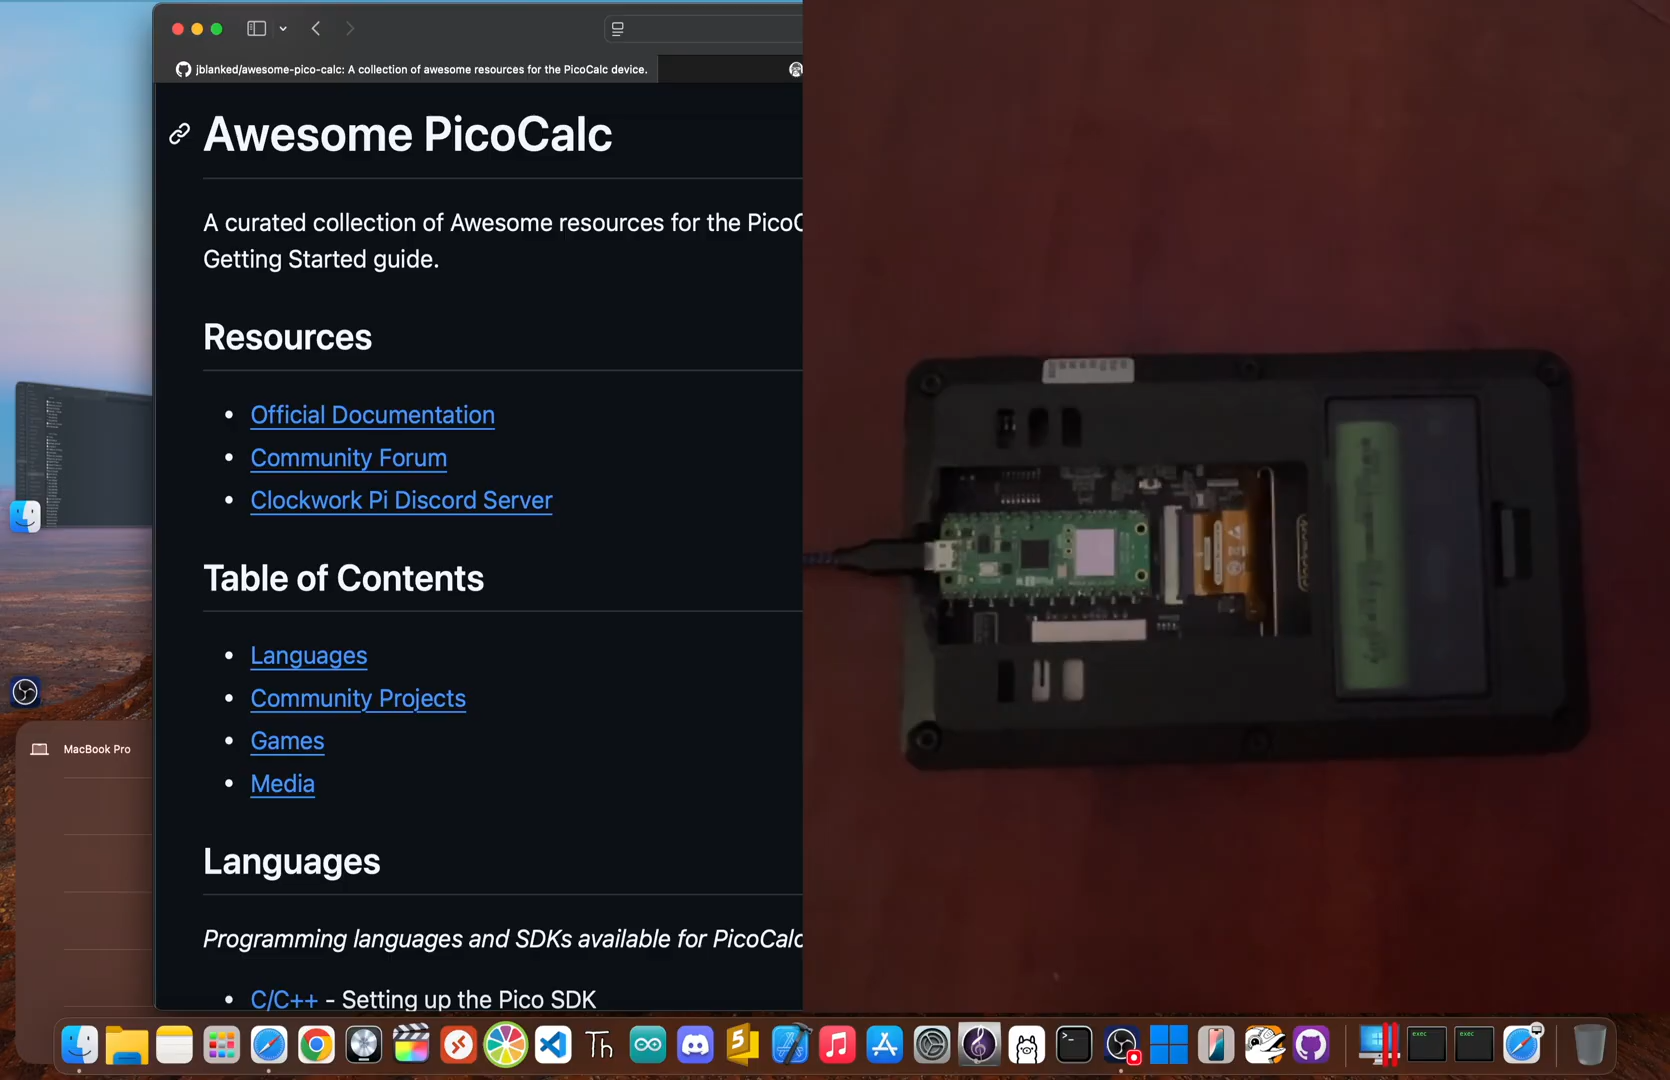 jblanked/awesome-pico-calc: A collection of awesome resources for the PicoCalc device.
Awesome PicoCalc
A curated collection of Awesome resources for the PicoC
Getting Started guide.
Resources
Official Documentation
Community Forum
Clockwork Pi Discord Server
Table of Contents
Languages
Community Projects
Games
Media
Languages
Programming languages and SDKs available for PicoCalc
C/C++ - Setting up the Pico SDK
MacBook Pro
Th
exec
exec